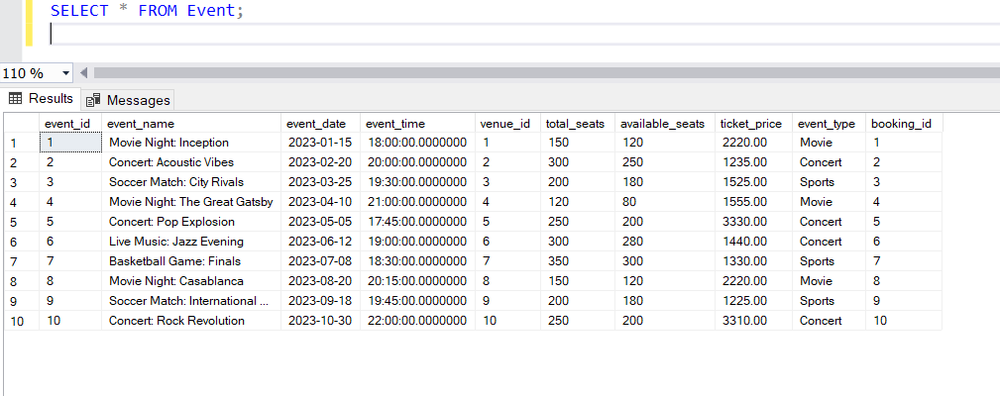 SELECT * FROM Event;
110 %
Results Messages
event_id event_name event_date event_time venue_id total_seats available_seats ticket_price event_type booking_id
1 1 Movie Night: Inception 2023-01-15 18:00:00.0000000 1 150 120 2220.00 Movie 1
2 2 Concert: Acoustic Vibes 2023-02-20 20:00:00.0000000 2 300 250 1235.00 Concert 2
3 3 Soccer Match: City Rivals 2023-03-25 19:30:00.0000000 3 200 180 1525.00 Sports 3
4 4 Movie Night: The Great Gatsby 2023-04-10 21:00:00.0000000 4 120 80 1555.00 Movie 4
5 5 Concert: Pop Explosion 2023-05-05 17:45:00.0000000 5 250 200 3330.00 Concert 5
6 6 Live Music: Jazz Evening 2023-06-12 19:00:00.0000000 6 300 280 1440.00 Concert 6
7 7 Basketball Game: Finals 2023-07-08 18:30:00.0000000 7 350 300 1330.00 Sports 7
8 8 Movie Night: Casablanca 2023-08-20 20:15:00.0000000 8 150 120 2220.00 Movie 8
9 9 Soccer Match: International ... 2023-09-18 19:45:00.0000000 9 200 180 1225.00 Sports 9
10 10 Concert: Rock Revolution 2023-10-30 22:00:00.0000000 10 250 200 3310.00 Concert 10